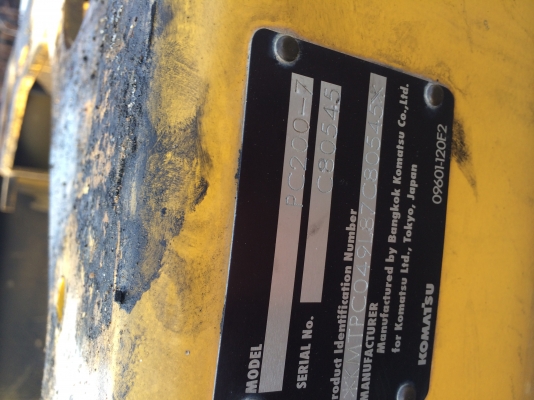 MODEL PC200-7
SERIAL No. C80545
Product Identification Number
MANUFACTURER
Manufactured by Bangkok Komatsu Co.,Ltd.
for Komatsu Ltd., Tokyo, Japan
KOMATSU 09601-120F2